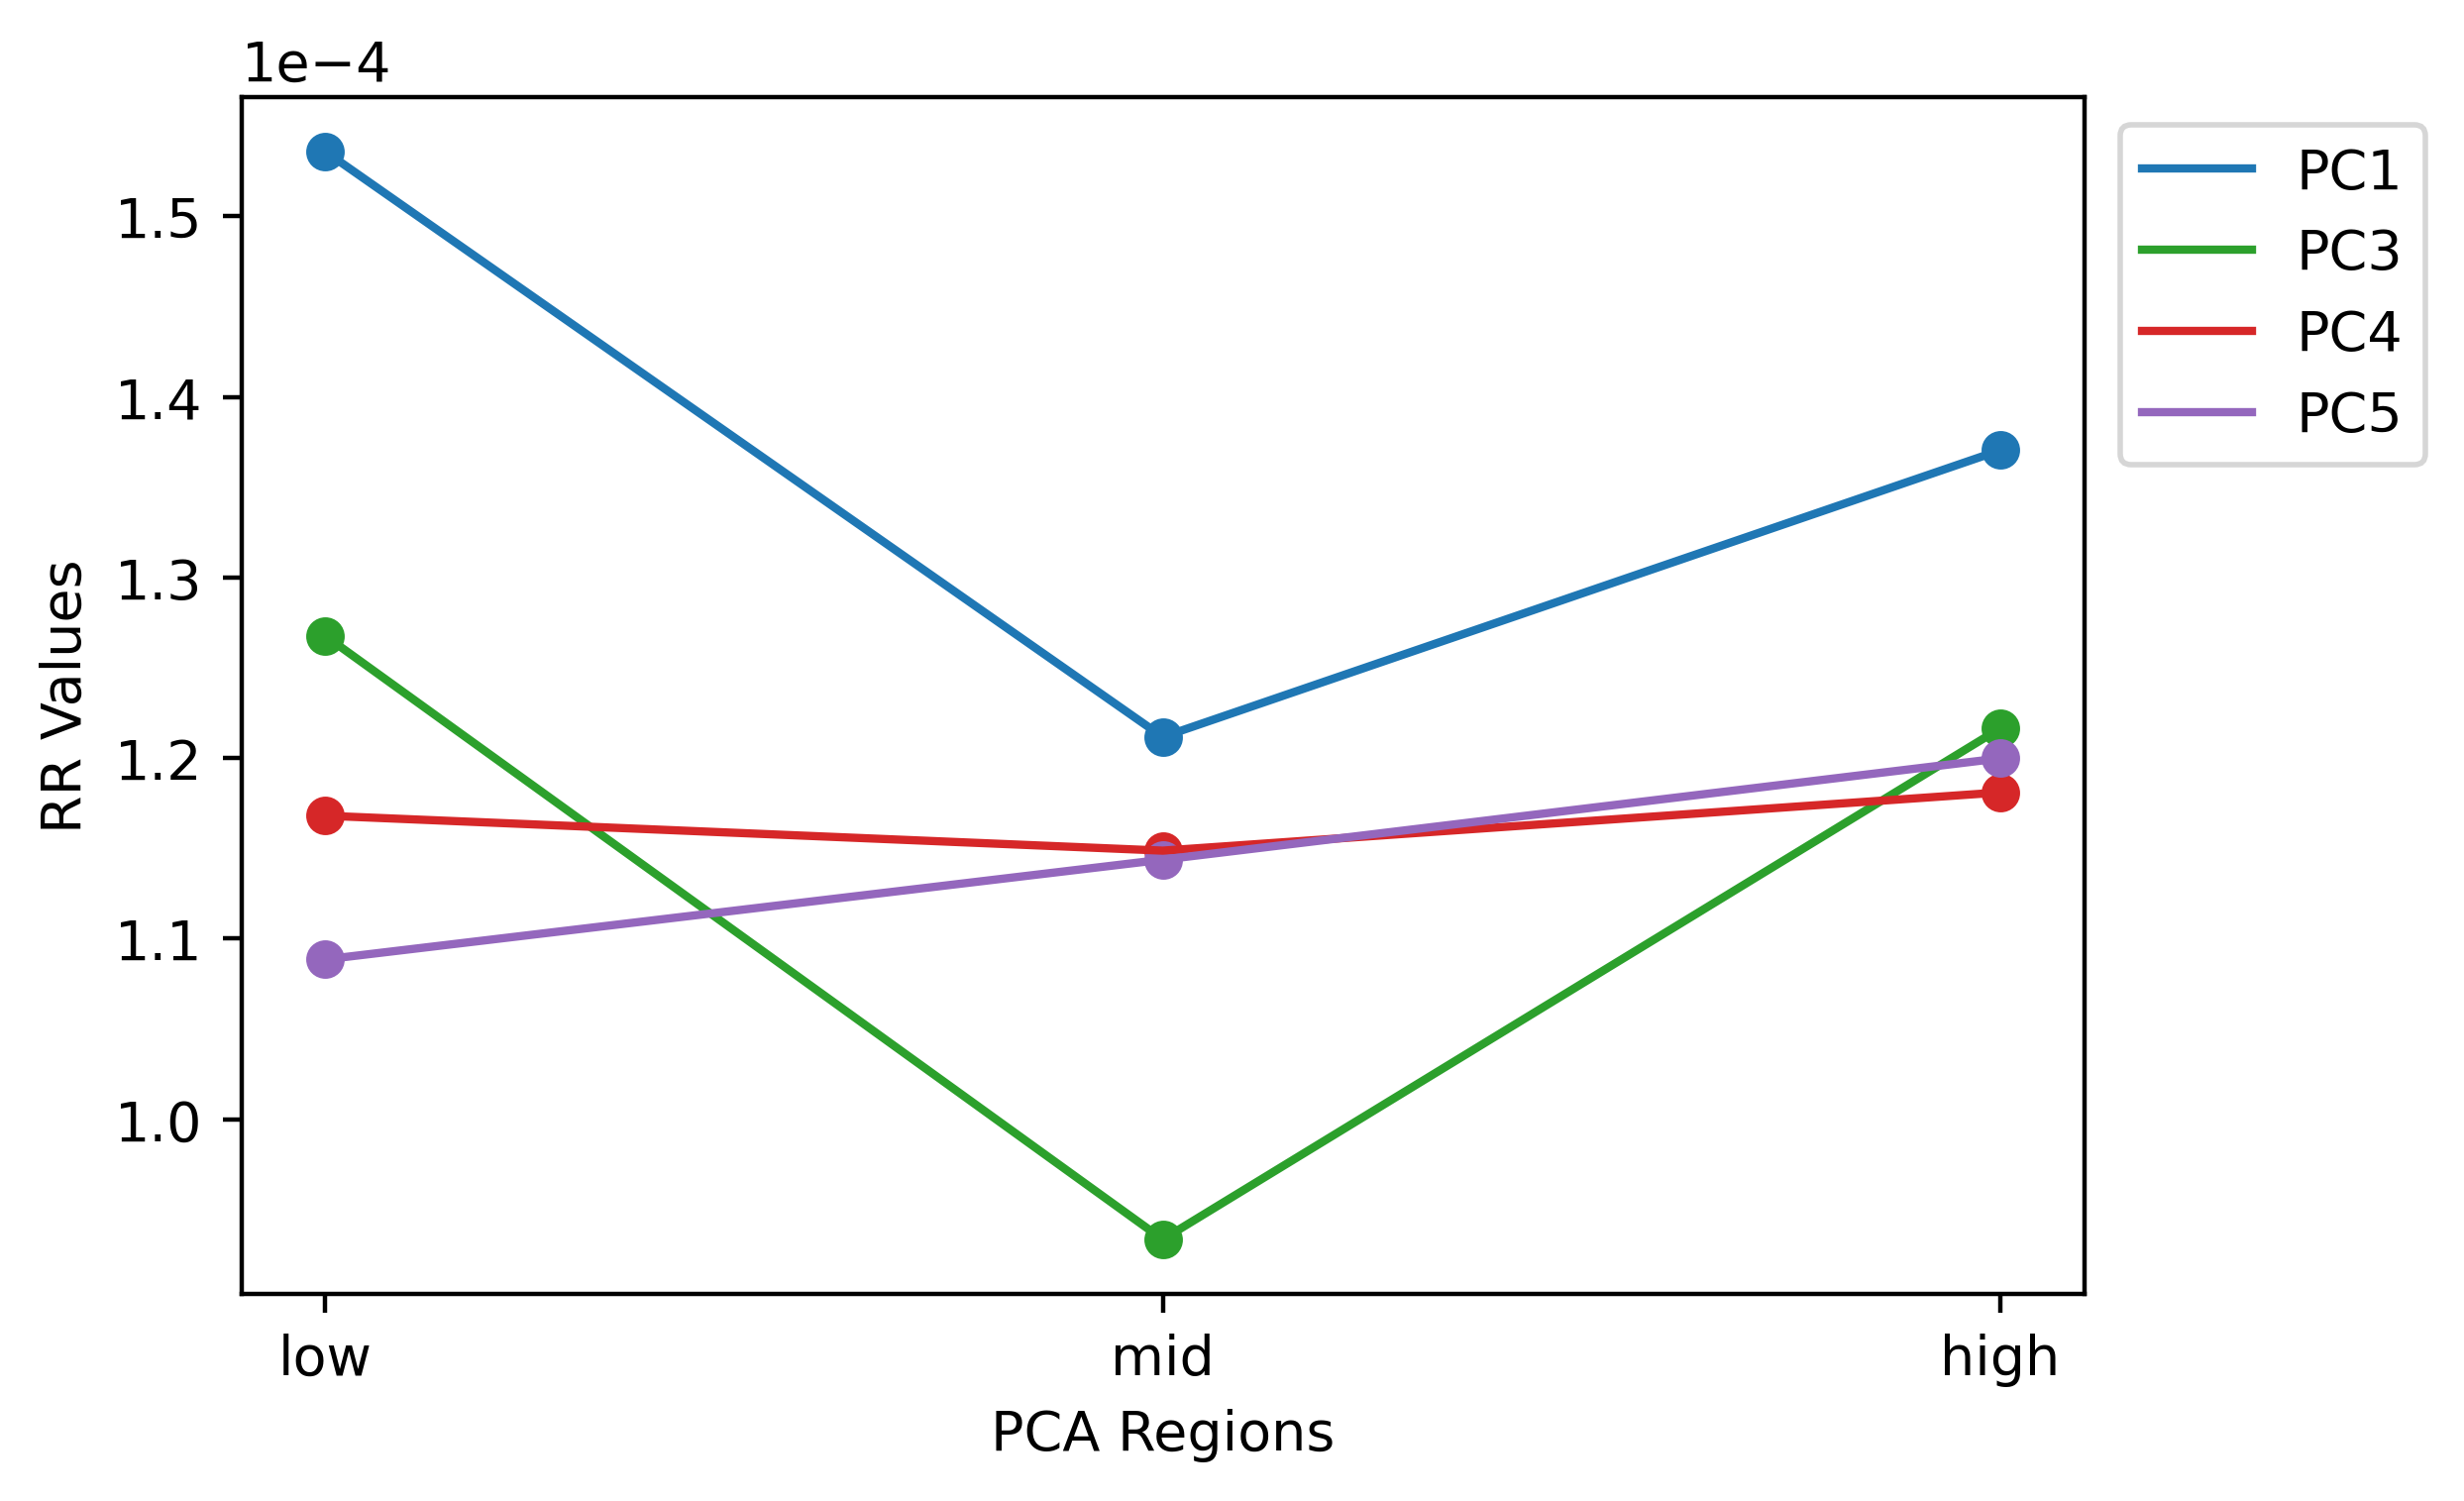 1e−4
1.5
1.4
1.3
1.2
1.1
1.0
RR Values
low mid high
PCA Regions
PC1
PC3
PC4
PC5